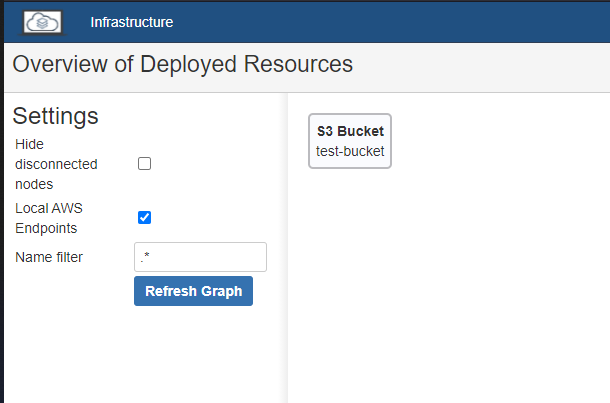 Infrastructure
Overview of Deployed Resources
Settings
Hide
disconnected
nodes
Local AWS
Endpoints
Name filter
.*
Refresh Graph
S3 Bucket
test-bucket